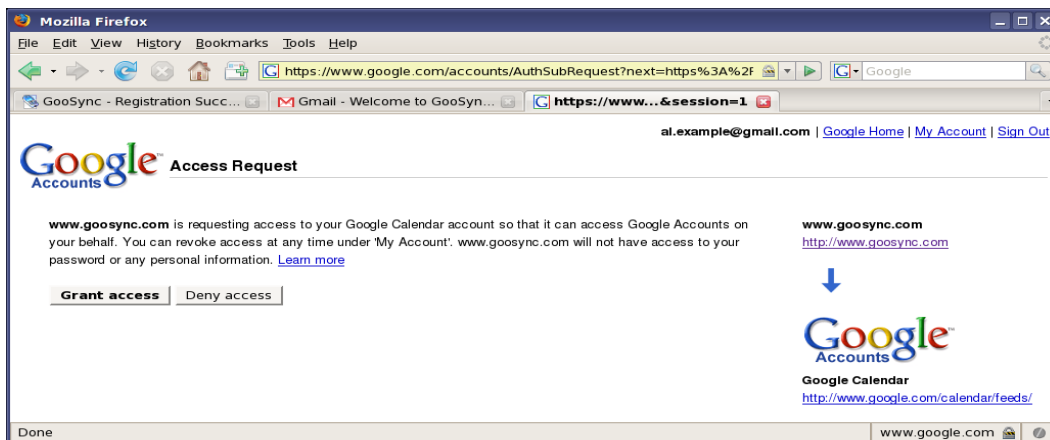 Mozilla Firefox
File Edit View History Bookmarks Tools Help
https://www.google.com/accounts/AuthSubRequest?next=https%3A%2F
G Google
GooSync - Registration Succ... Gmail - Welcome to GooSyn... https://www...&session=1
al.example@gmail.com | Google Home | My Account | Sign Out
Google™ Accounts Access Request
www.goosync.com is requesting access to your Google Calendar account so that it can access Google Accounts on
your behalf. You can revoke access at any time under 'My Account'. www.goosync.com will not have access to your
password or any personal information. Learn more
Grant access Deny access
www.goosync.com
http://www.goosync.com
Google™
Accounts
Google Calendar
http://www.google.com/calendar/feeds/
Done www.google.com